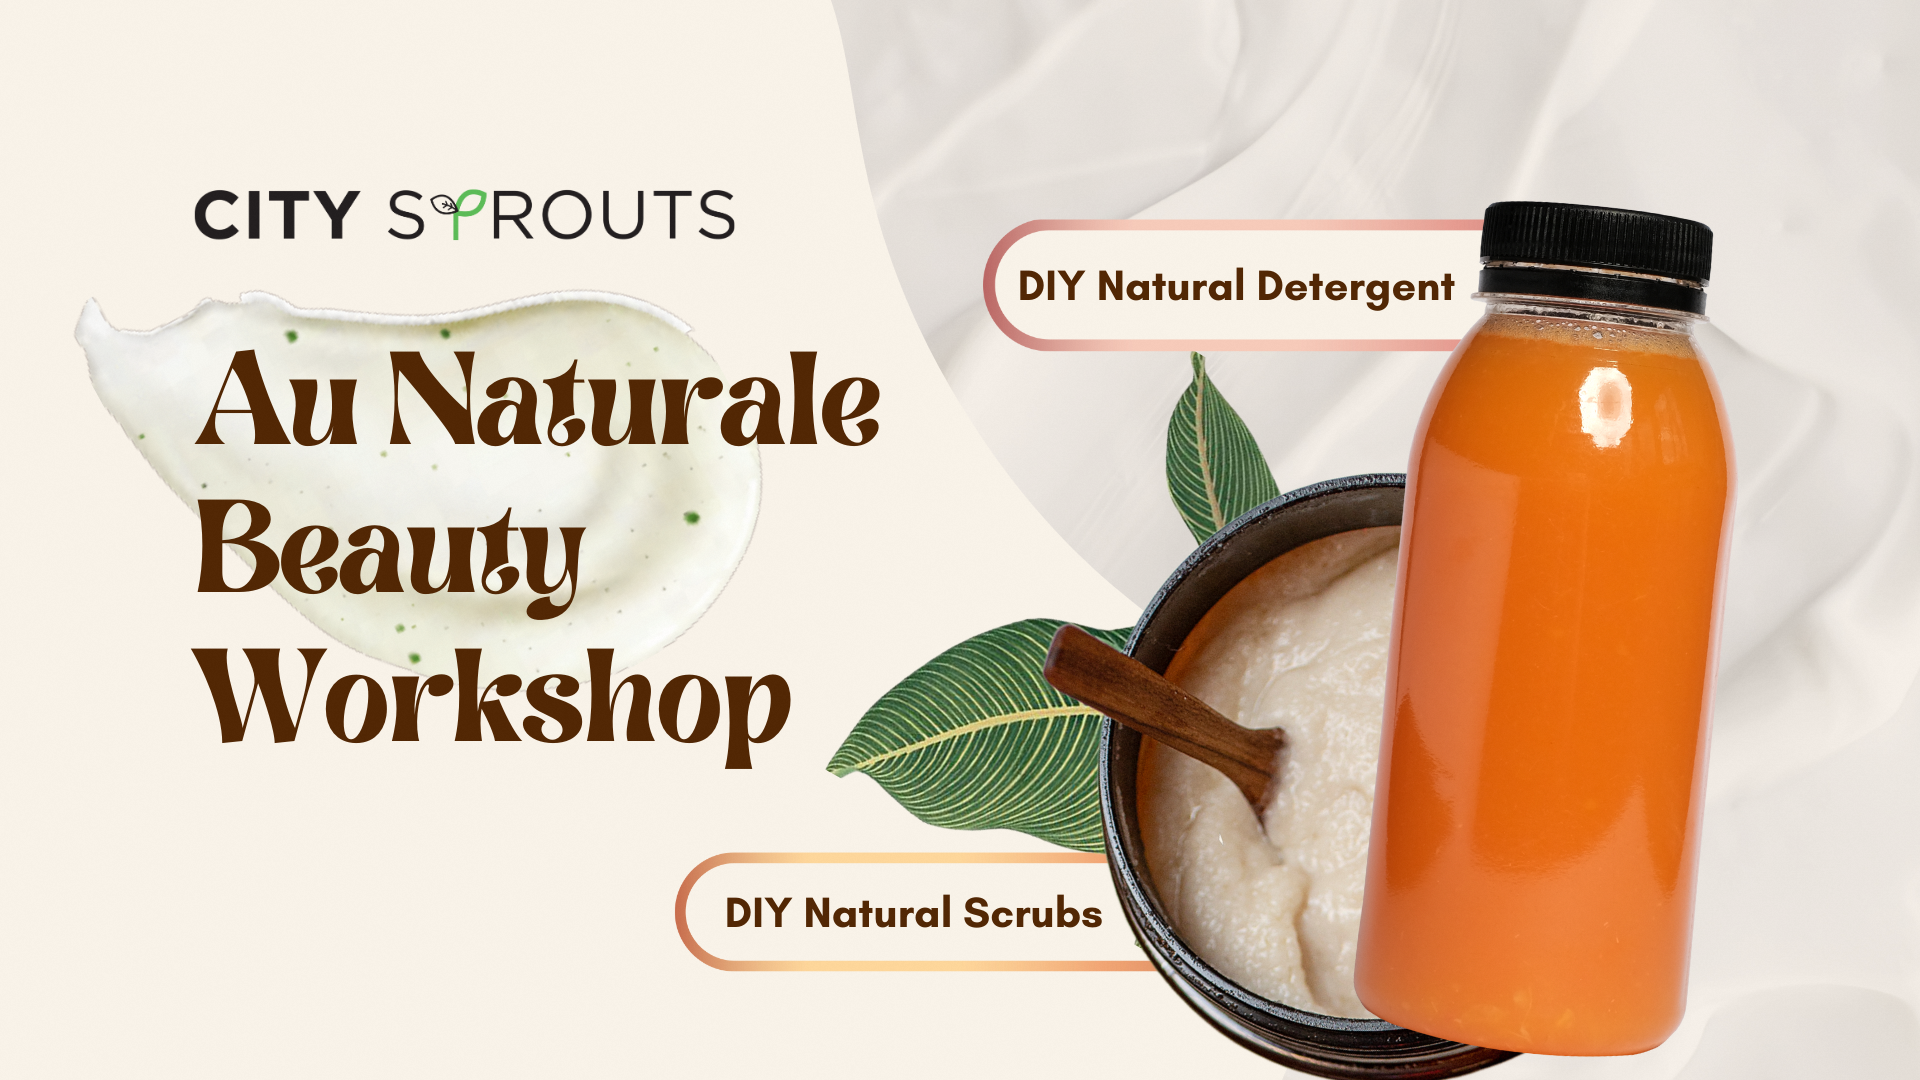 CITY SPROUTS
Au Naturale
Beauty
Workshop
DIY Natural Detergent
DIY Natural Scrubs